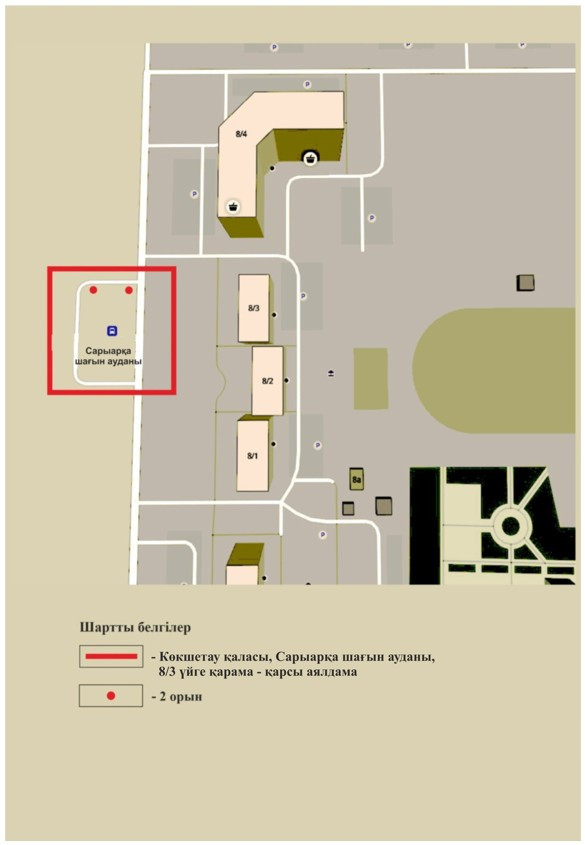 P
P
P
P
8/4
P
P
8/3
P
Сарыарқа
шағын ауданы
8/2
8/1
P
8а
P
Шартты белгілер
- Көкшетау қаласы, Сарыарқа шағын ауданы,
8/3 үйге қарама - қарсы аялдама
- 2 орын